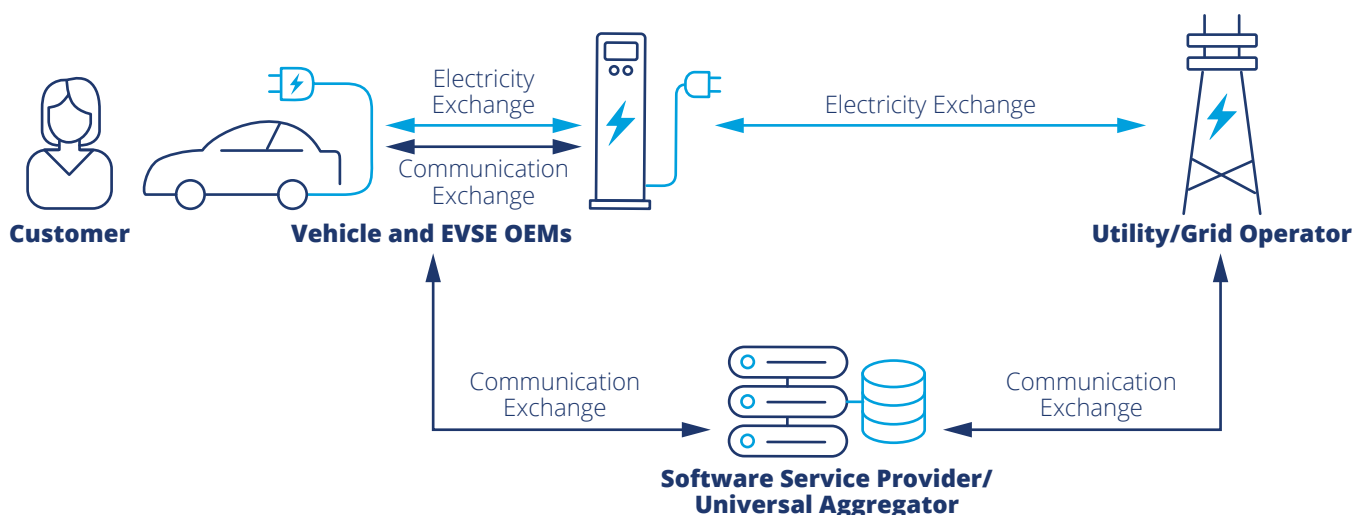 Electricity
Exchange
Communication
Exchange
Electricity Exchange
Customer
Vehicle and EVSE OEMs
Utility/Grid Operator
Communication
Exchange
Communication
Exchange
Software Service Provider/
Universal Aggregator